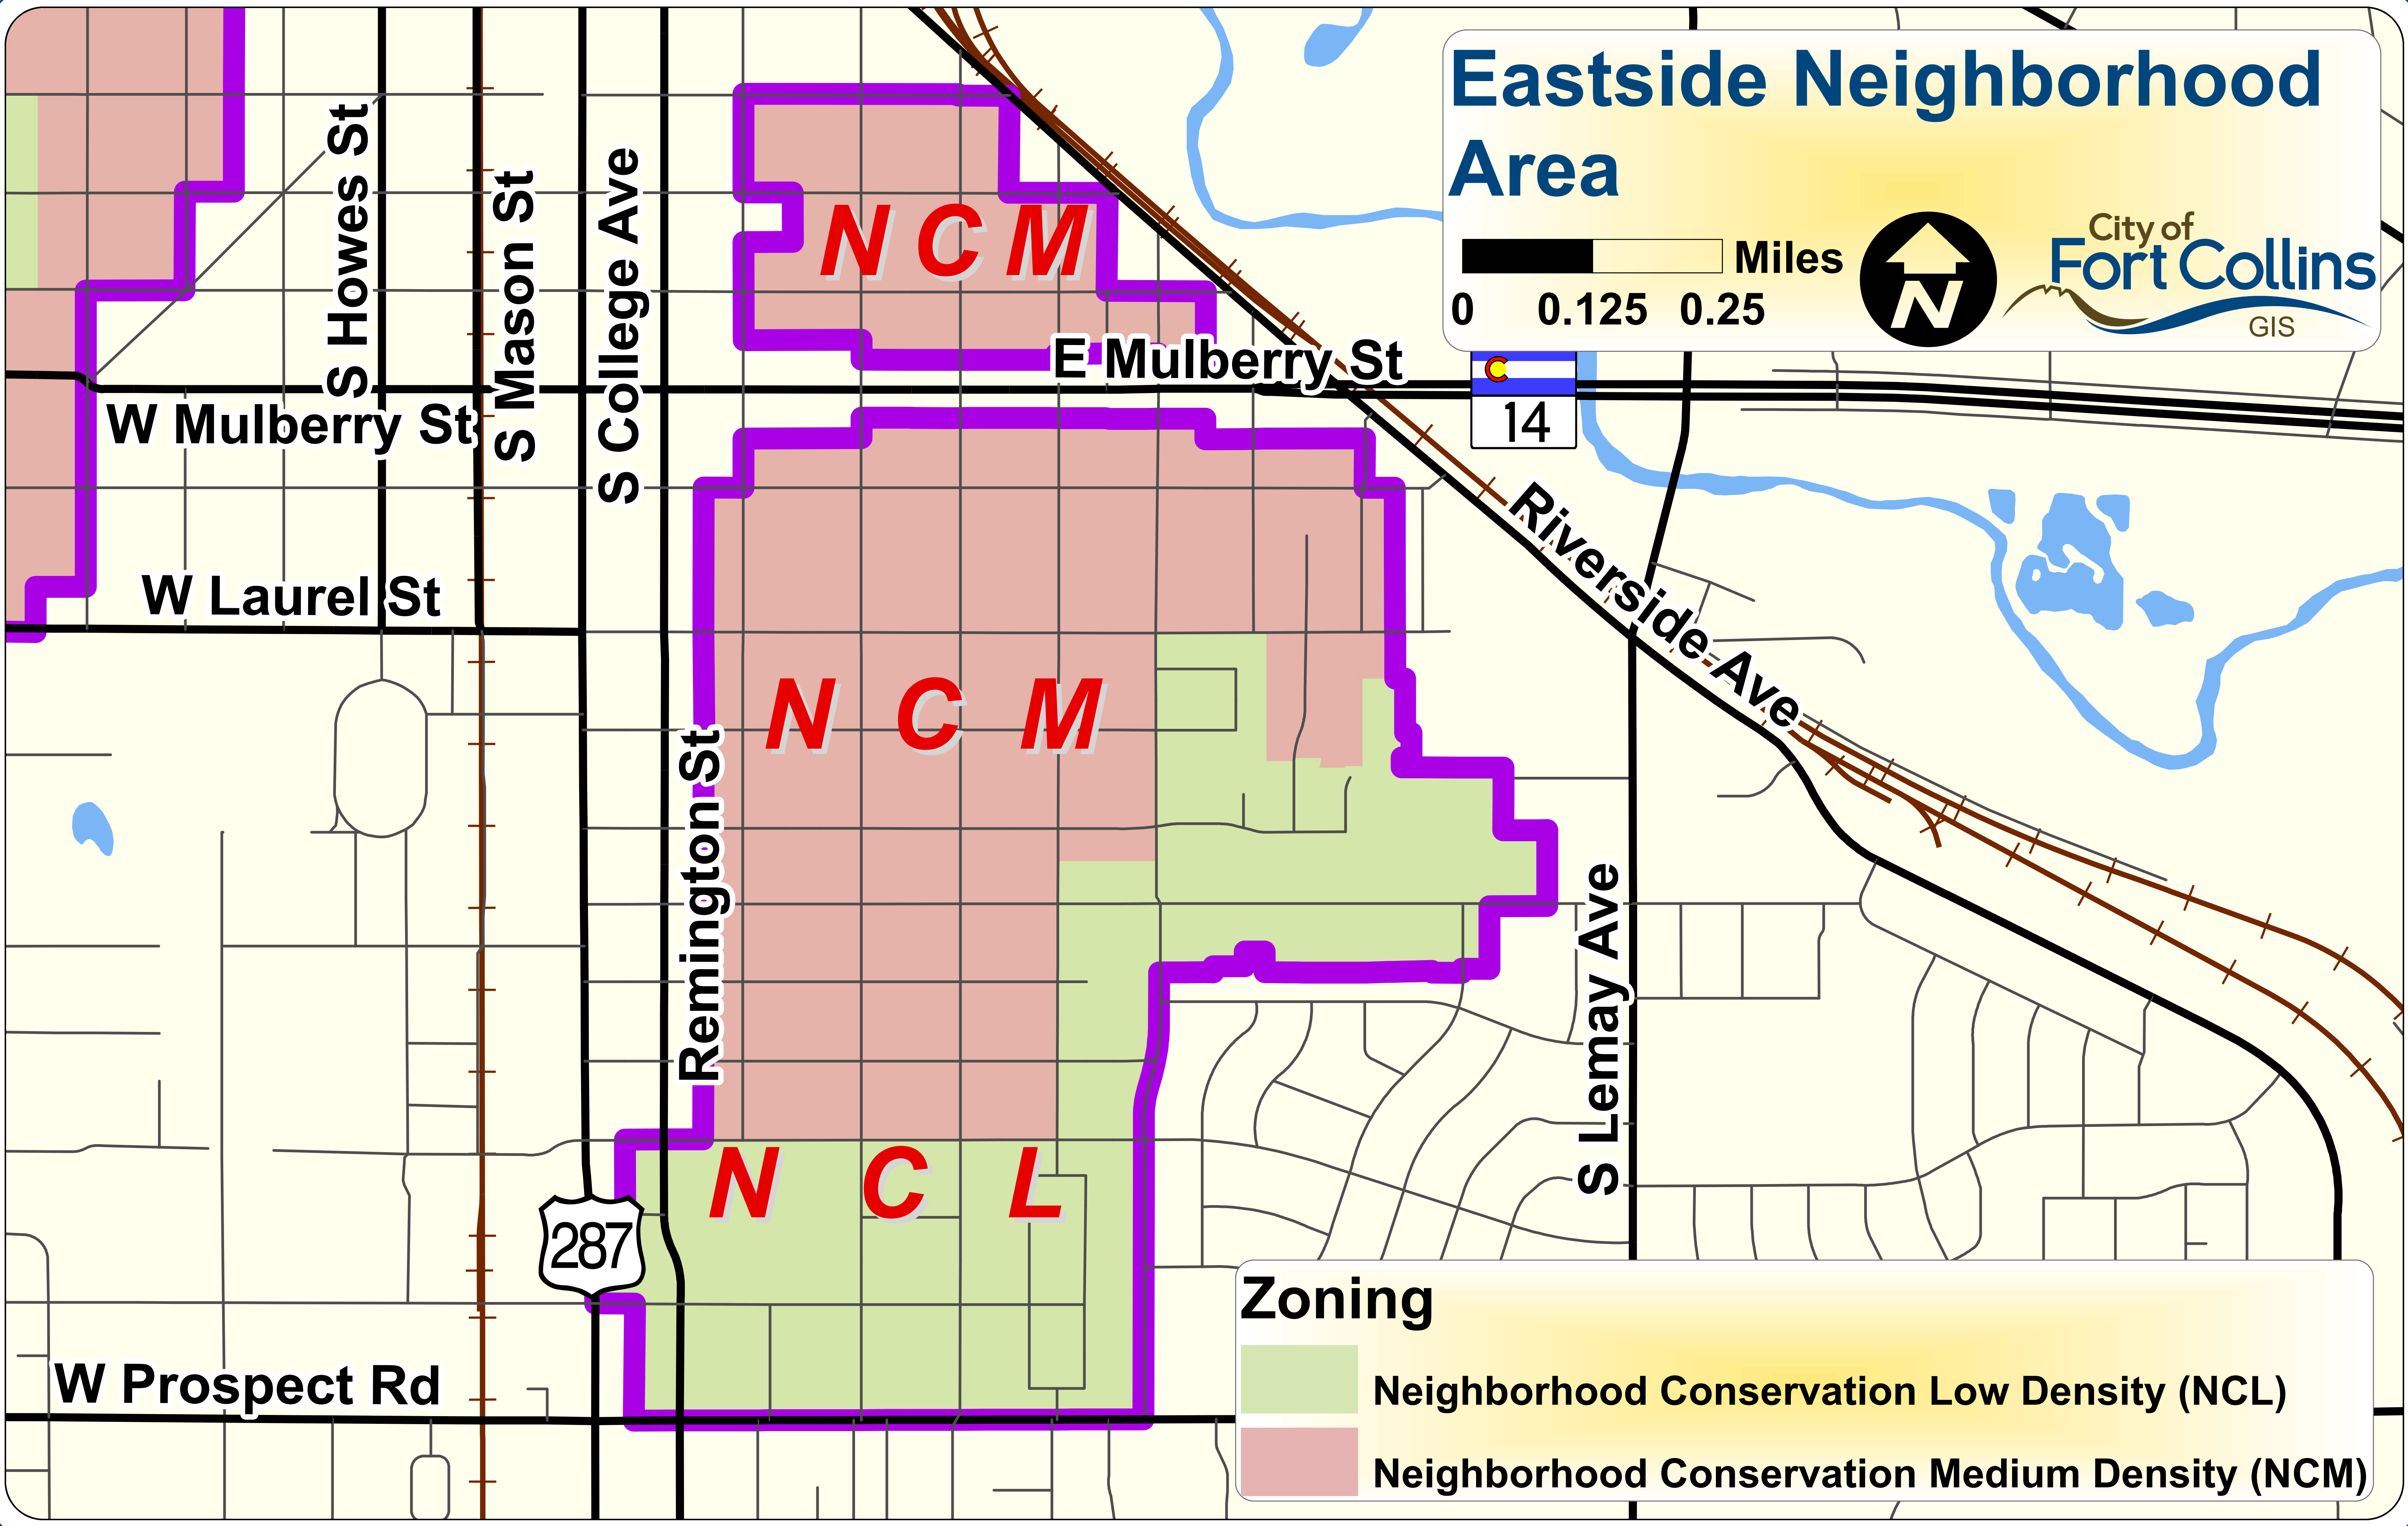 Eastside Neighborhood
Area
Miles
0 0.125 0.25
N
City of
Fort Collins
GIS
S Howes St
S Mason St
S College Ave
N C M
E Mulberry St
W Mulberry St
C
14
Riverside Ave
W Laurel St
N C M
Remington St
S Lemay Ave
N C L
287
W Prospect Rd
Zoning
Neighborhood Conservation Low Density (NCL)
Neighborhood Conservation Medium Density (NCM)